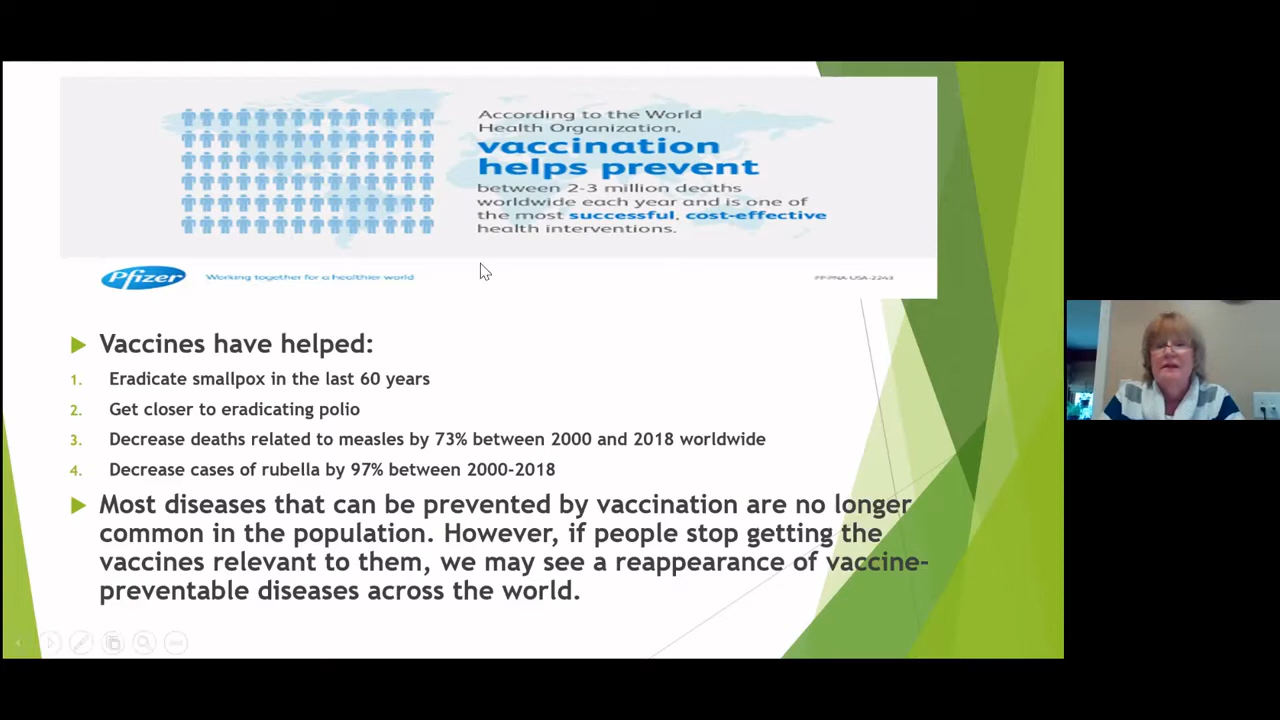 According to the World
Health Organization,
vaccination
helps prevent
between 2-3 million deaths
worldwide each year and is one of
the most successful, cost-effective
health interventions.
Pfizer
Working together for a healthier world
PP-PNA-USA-2243
Vaccines have helped:
1. Eradicate smallpox in the last 60 years
2. Get closer to eradicating polio
3. Decrease deaths related to measles by 73% between 2000 and 2018 worldwide
4. Decrease cases of rubella by 97% between 2000-2018
Most diseases that can be prevented by vaccination are no longer
common in the population. However, if people stop getting the
vaccines relevant to them, we may see a reappearance of vaccine-
preventable diseases across the world.